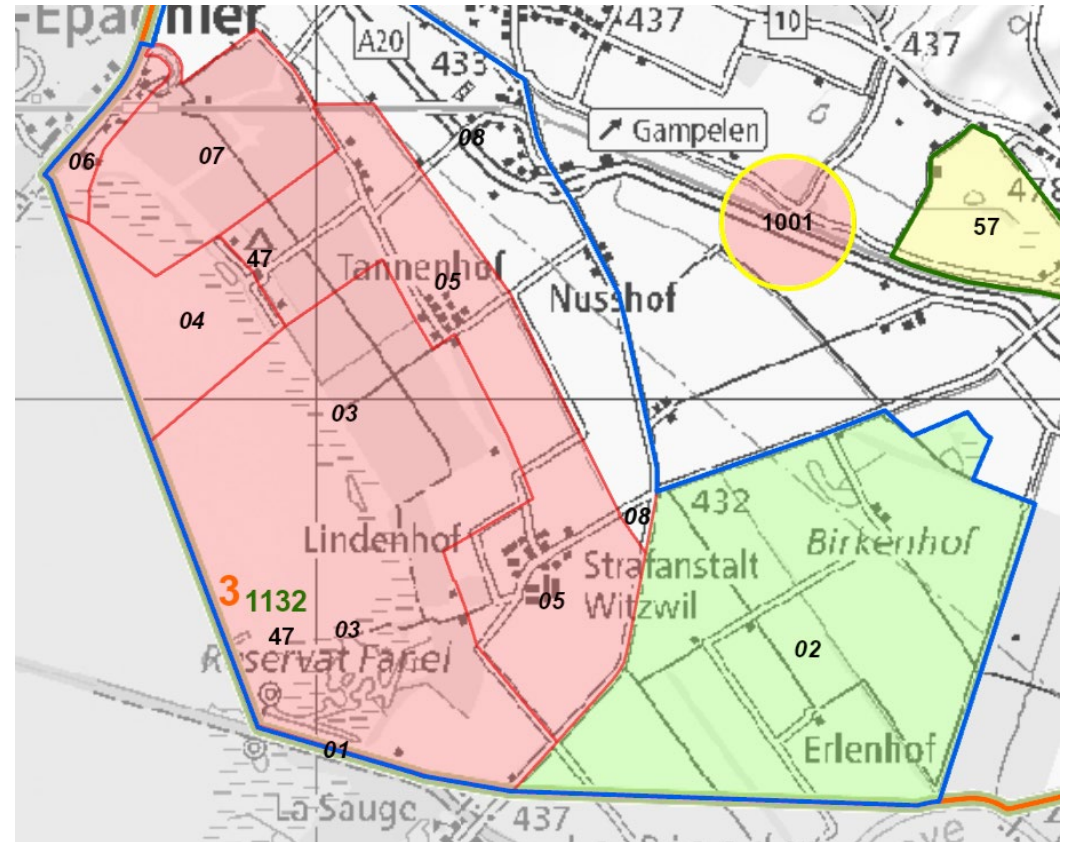 -Epagnier
437
10
A20
433
437
Gampelen
08
06
07
478
1001
57
47
Tannenhof
05
Nusshof
04
03
432
08
Lindenhof
Birkenhof
Strafanstalt
Witzwil
3
1132
05
47
03
02
Reservat Fanel
01
Erlenhof
La Sauge
437